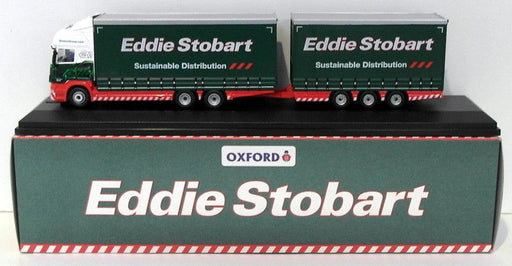 Eddie Stobart
Sustainable Distribution
Eddie Stobart
Sustainable Distribution
OXFORD
Eddie Stobart